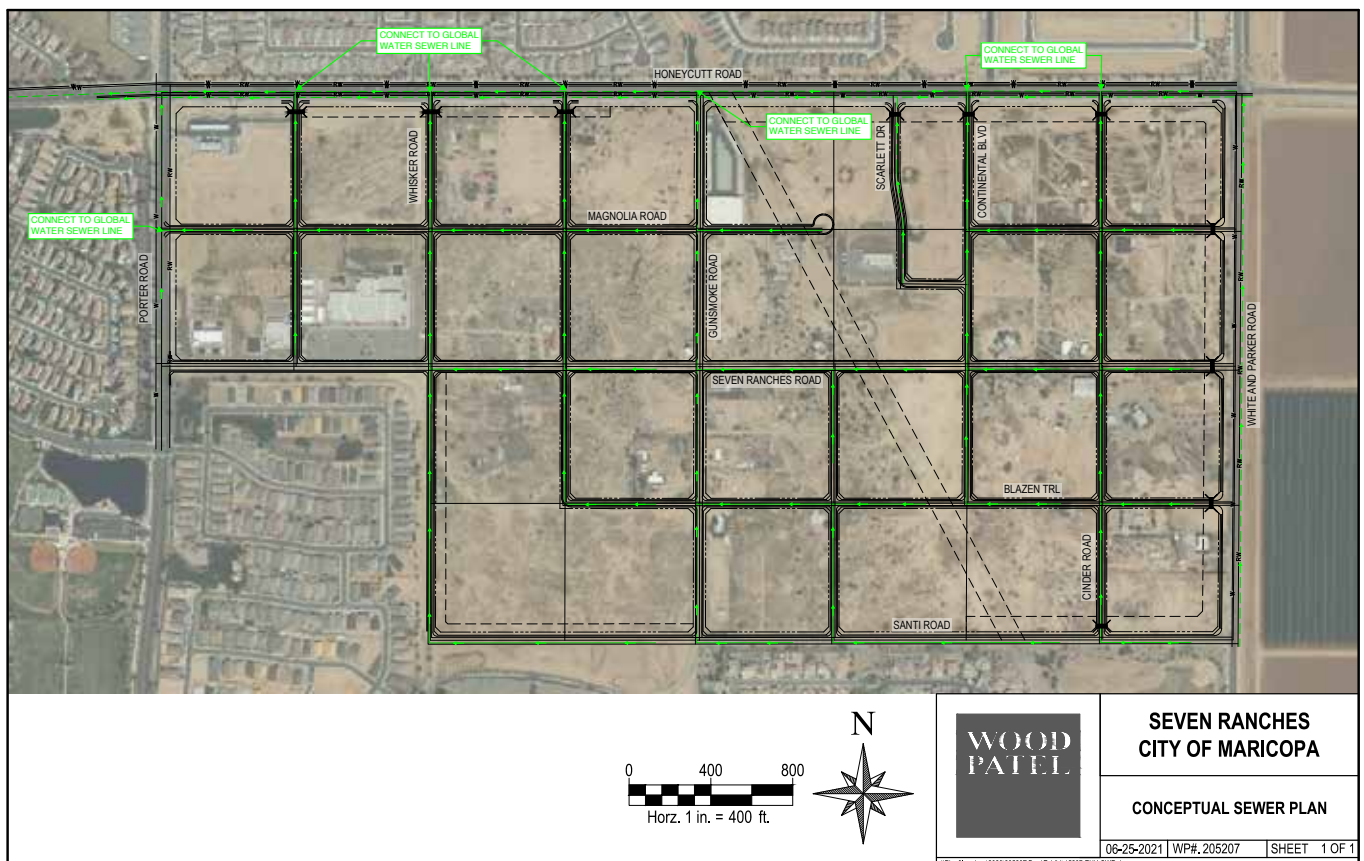 CONNECT TO GLOBAL
WATER SEWER LINE
CONNECT TO GLOBAL
WATER SEWER LINE
HONEYCUTT ROAD
CONNECT TO GLOBAL
WATER SEWER LINE
WHISKER ROAD
SCARLETT DR
CONTINENTAL BLVD
CONNECT TO GLOBAL
WATER SEWER LINE
MAGNOLIA ROAD
PORTER ROAD
GUNSMOKE ROAD
WHITE AND PARKER ROAD
SEVEN RANCHES ROAD
BLAZEN TRL
CINDER ROAD
SANTI ROAD
0 400 800
Horz. 1 in. = 400 ft.
N
WOOD
PATEL
SEVEN RANCHES
CITY OF MARICOPA
CONCEPTUAL SEWER PLAN
06-25-2021 WP#. 205207 SHEET 1 OF 1